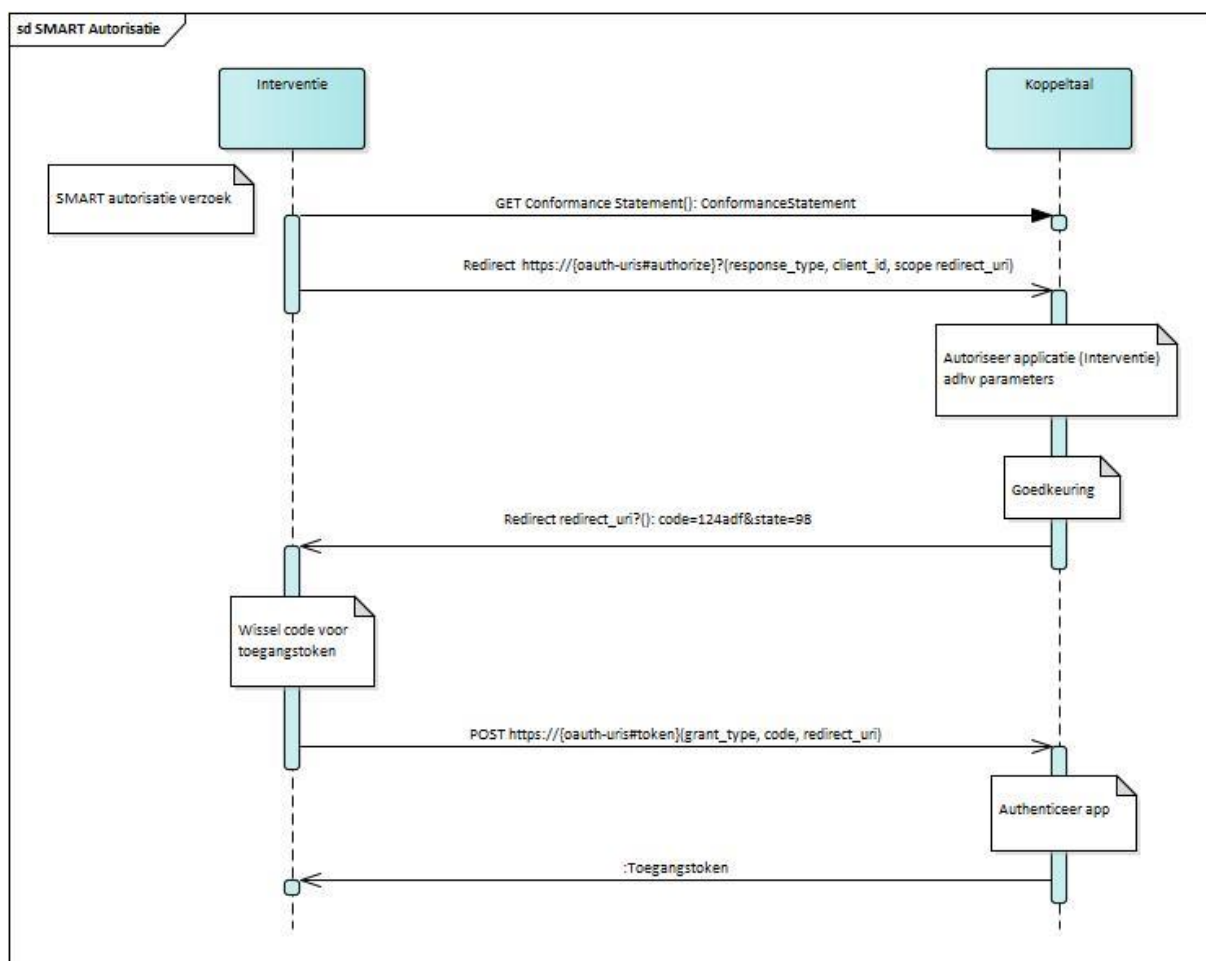 sd SMART Autorisatie
Interventie
Koppeltaal
SMART autorisatie verzoek
GET Conformance Statement(): ConformanceStatement
Redirect https://{oauth-uris#authorize}?(response_type, client_id, scope redirect_uri)
Autoriseer applicatie (Interventie)
adhv parameters
Goedkeuring
Redirect redirect_uri?(): code=124adf&state=98
Wissel code voor
toegangstoken
POST https://{oauth-uris#token}(grant_type, code, redirect_uri)
Authenticeer app
:Toegangstoken